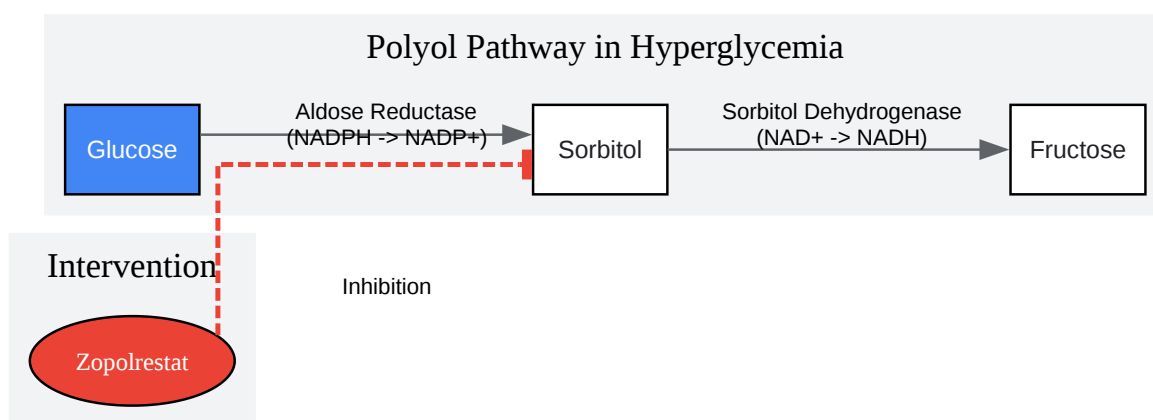 Polyol Pathway in Hyperglycemia
Aldose Reductase
(NADPH -> NADP+)
Sorbitol Dehydrogenase
(NAD+ -> NADH)
Glucose
Sorbitol
Fructose
Intervention
Inhibition
Zopolrestat